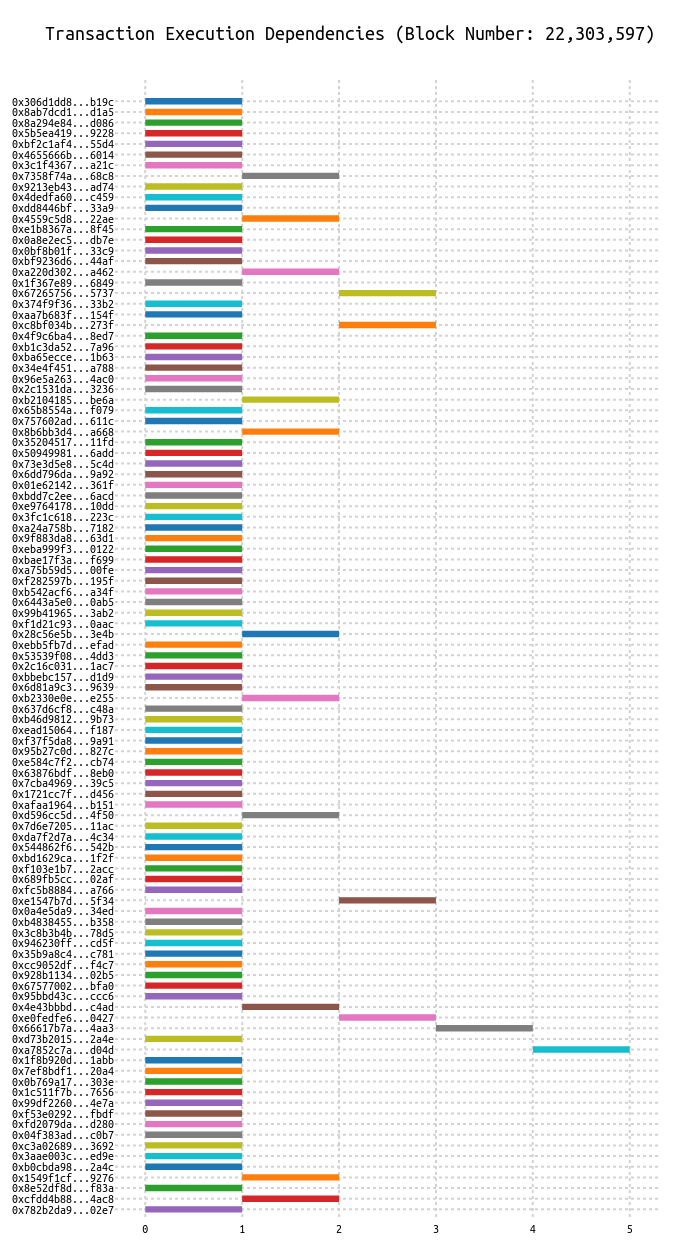 Transaction Execution Dependencies (Block Number: 22,303,597)
0x306d1dd8...b19c
0x8ab7dcd1...d1a5
0x8a294e84...d086
0x5b5ea419...9228
0xbf2c1af4...55d4
0x4655666b...6014
0x3c1f4367...a21c
0x7358f74a...68c8
0x9213eb43...ad74
0x4dedfa60...c459
0xdd8446bf...33a9
0x4559c5d8...22ae
0xe1b8367a...8f45
0x0a8e2ec5...db7e
0x0bf8b01f...33c9
0xbf9236d6...44af
0xa220d302...a462
0x1f367e89...6849
0x67265756...5737
0x374f9f36...33b2
0xaa7b683f...154f
0xc8bf034b...273f
0x4f9c6ba4...8ed7
0xb1c3da52...7a96
0xba65ecce...1b63
0x34e4f451...a788
0x96e5a263...4ac0
0x2c1531da...3236
0xb2104185...be6a
0x65b8554a...f079
0x757602ad...611c
0x8b6bb3d4...a668
0x35204517...11fd
0x50949981...6add
0x73e3d5e8...5c4d
0x6dd796da...9a92
0x01e62142...361f
0xbdd7c2ee...6acd
0xe9764178...10dd
0x3fc1c618...223c
0xa24a758b...7182
0x9f883da8...63d1
0xeba999f3...0122
0xbae17f3a...f699
0xa75b59d5...00fe
0xf282597b...195f
0xb542acf6...a34f
0x6443a5e0...0ab5
0x99b41965...3ab2
0xf1d21c93...0aac
0x28c56e5b...3e4b
0xebb5fb7d...efad
0x53539f08...4dd3
0x2c16c031...1ac7
0xbbebc157...d1d9
0x6d81a9c3...9639
0xb2330e0e...e255
0x637d6cf8...c48a
0xb46d9812...9b73
0xead15064...f187
0xf37f5da8...9a91
0x95b27c0d...827c
0xe584c7f2...cb74
0x63876bdf...8eb0
0x7cba4969...39c5
0x1721cc7f...d456
0xafaa1964...b151
0xd596cc5d...4f50
0x7d6e7205...11ac
0xda7f2d7a...4c34
0x544862f6...542b
0xbd1629ca...1f2f
0xf103e1b7...2acc
0x689fb5cc...02af
0xfc5b8884...a766
0xe1547b7d...5f34
0x0a4e5da9...34ed
0xb4838455...b358
0x3c8b3b4b...78d5
0x946230ff...cd5f
0x35b9a8c4...c781
0xcc9052df...f4c7
0x928b1134...02b5
0x67577002...bfa0
0x95bbd43c...ccc6
0x4e43bbbd...c4ad
0xe0fedfe6...0427
0x66617b7a...4aa3
0xd73b2015...2a4e
0xa7852c7a...d04d
0x1f8b920d...1abb
0x7ef8bdf1...20a4
0x0b769a17...303e
0x1c511f7b...7656
0x99df2260...4e7a
0xf53e0292...fbdf
0xfd2079da...d280
0x04f383ad...c0b7
0xc3a02689...3692
0x3aae003c...ed9e
0xb0cbda98...2a4c
0x1549f1cf...9276
0x8e52df8d...f83a
0xcfdd4b88...4ac8
0x782b2da9...02e7
0 1 2 3 4 5